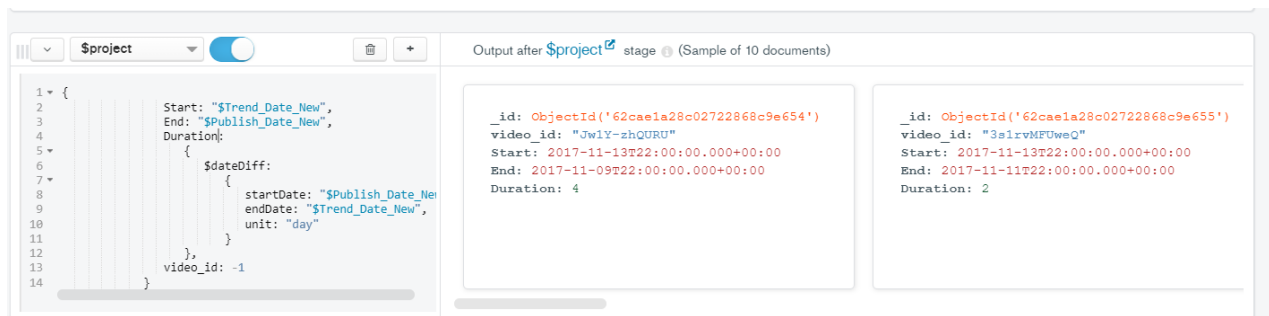 $project
Output after $project stage (Sample of 10 documents)
1 {
2 Start: "$Trend_Date_New",
3 End: "$Publish_Date_New",
4 Duration:
5 {
6 $dateDiff:
7 {
8 startDate: "$Publish_Date_Ne
9 endDate: "$Trend_Date_New",
10 unit: "day"
11 }
12 },
13 video_id: -1
14 }
_id: ObjectId('62cae1a28c02722868c9e654')
video_id: "Jw1Y-zhQURU"
Start: 2017-11-13T22:00:00.000+00:00
End: 2017-11-09T22:00:00.000+00:00
Duration: 4
_id: ObjectId('62cae1a28c02722868c9e655')
video_id: "3s1rvMFUweQ"
Start: 2017-11-13T22:00:00.000+00:00
End: 2017-11-11T22:00:00.000+00:00
Duration: 2